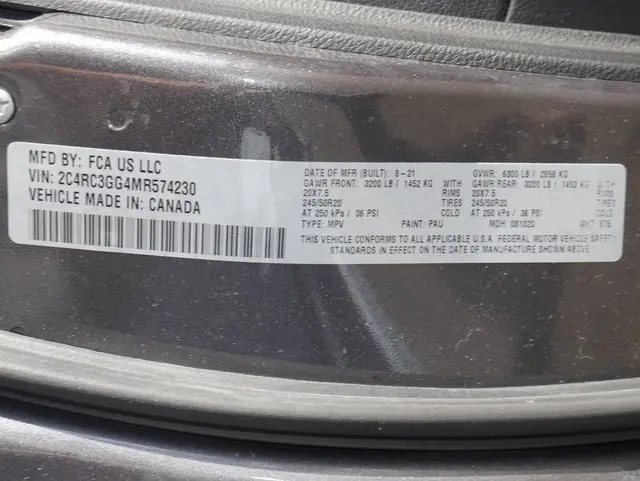 MFD BY: FCA US LLC
VIN: 2C4RC3GG4MR574230
VEHICLE MADE IN: CANADA
DATE OF MFR (BUILT): 8-21 GVWR: 6300 LB / 2858 KG
GAWR FRONT: 3200 LB / 1452 KG GAWR REAR: 3200 LB / 1452 KG
20X7.5 RIMS 20X7.5 RIMS
245/50R20 TIRES 245/50R20 TIRES
AT 250 kPa / 36 PSI COLD AT 250 kPa / 36 PSI COLD
TYPE: MPV PAINT: PAU MDH: 081020
THIS VEHICLE CONFORMS TO ALL APPLICABLE U.S.A. FEDERAL MOTOR VEHICLE SAFETY
STANDARDS IN EFFECT ON THE DATE OF MANUFACTURE SHOWN ABOVE.